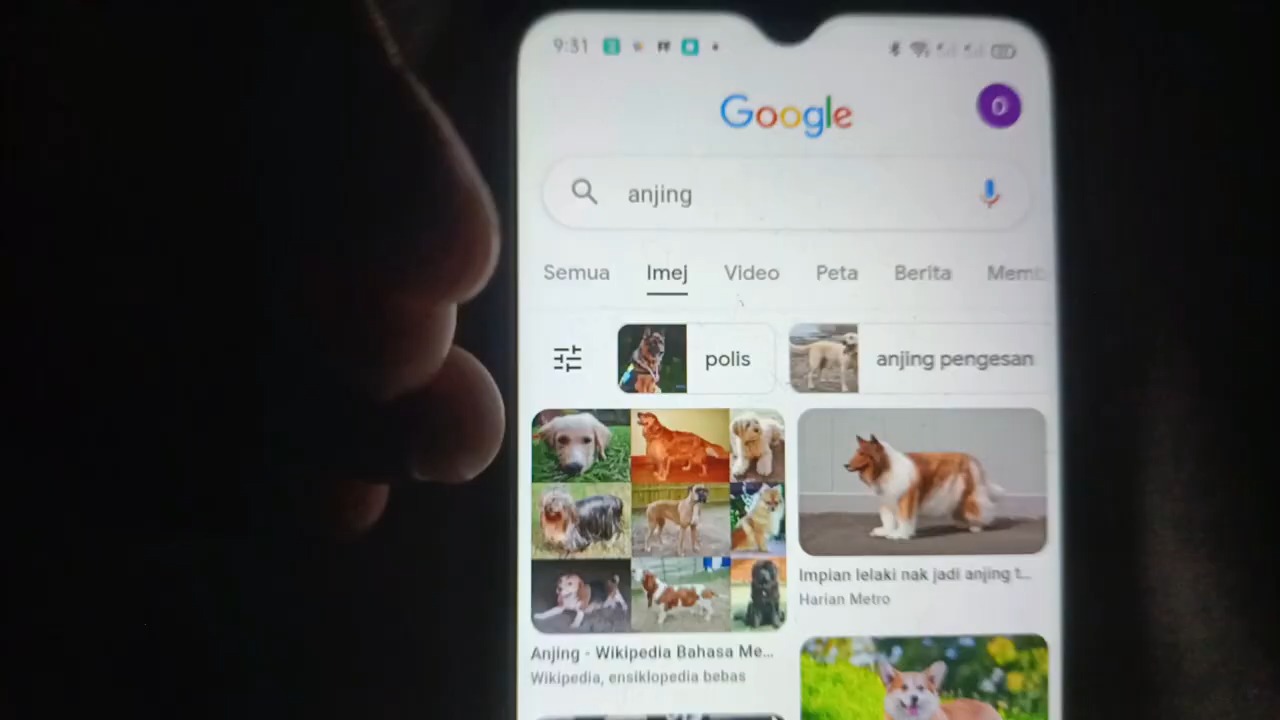 9:31
Google
O
anjing
Semua Imej Video Peta Berita
polis
anjing pengesan
Impian lelaki nak jadi anjing t...
Harian Metro
Anjing - Wikipedia Bahasa Me...
Wikipedia, ensiklopedia bebas